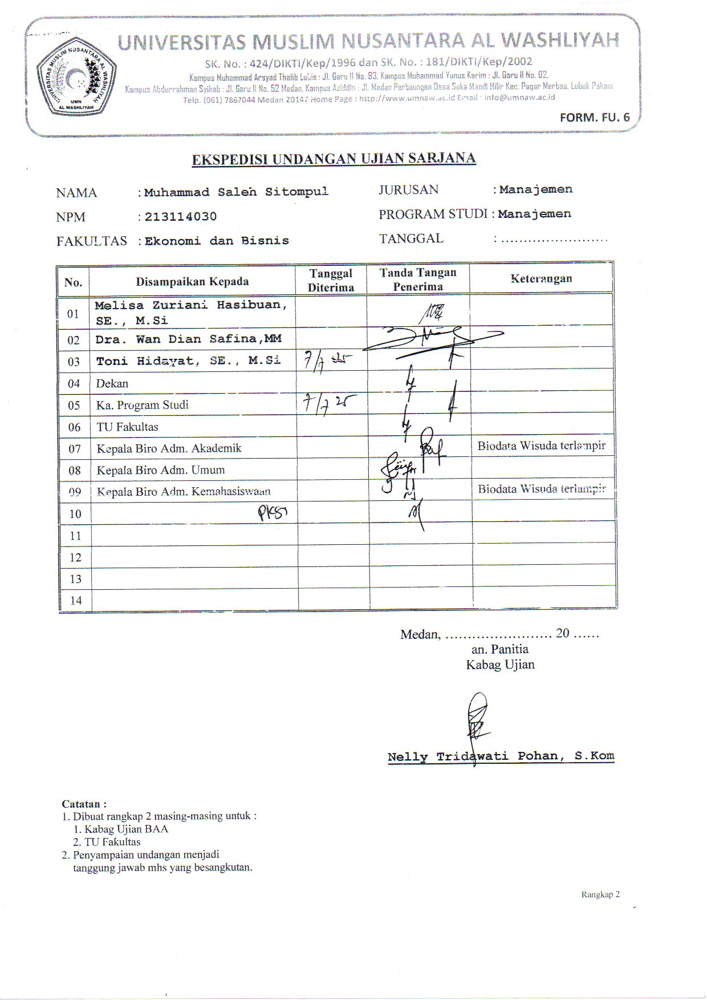 UNIVERSITAS MUSLIM NUSANTARA AL WASHLIYAH
SK. No. : 424/DIKTI/Kep/1996 dan SK. No. : 181/DIKTI/Kep/2002
Kampus Muhammad Arsyad Thalib Lubis : Jl. Garu II No. 93, Kampus Muhammad Yunus Karim : Jl. Garu II No. 02,
Kampus Abdurrahman Syihab : Jl. Garu II No. 52 Medan, Kampus Aziddin : Jl. Medan Perbaungan Desa Suka Mandi Hilir Kec. Pagar Merbau, Lubuk Pakam
Telp. (061) 7867044 Medan 20147 Home Page : http://www.umnaw.ac.id Email : info@umnaw.ac.id
UNIVERSITAS MUSLIM NUSANTARA AL WASHLIYAH
UMN
AL WASHLIYAH
FORM. FU. 6
EKSPEDISI UNDANGAN UJIAN SARJANA
NAMA : Muhammad Saleh Sitompul JURUSAN : Manajemen
NPM : 213114030 PROGRAM STUDI : Manajemen
FAKULTAS : Ekonomi dan Bisnis TANGGAL : ........................
No. Disampaikan Kepada Tanggal Diterima Tanda Tangan Penerima Keterangan
01 Melisa Zuriani Hasibuan,
SE., M.Si
02 Dra. Wan Dian Safina,MM
03 Toni Hidayat, SE., M.Si 7/7 25
04 Dekan
05 Ka. Program Studi 7/7 25
06 TU Fakultas
07 Kepala Biro Adm. Akademik Biodata Wisuda terlampir
08 Kepala Biro Adm. Umum
09 Kepala Biro Adm. Kemahasiswaan Biodata Wisuda terlampir
10 PKSI
11
12
13
14
Medan, ........................ 20 ......
an. Panitia
Kabag Ujian
Nelly Tridawati Pohan, S.Kom
Catatan :
1. Dibuat rangkap 2 masing-masing untuk :
1. Kabag Ujian BAA
2. TU Fakultas
2. Penyampaian undangan menjadi
tanggung jawab mhs yang besangkutan.
Rangkap 2